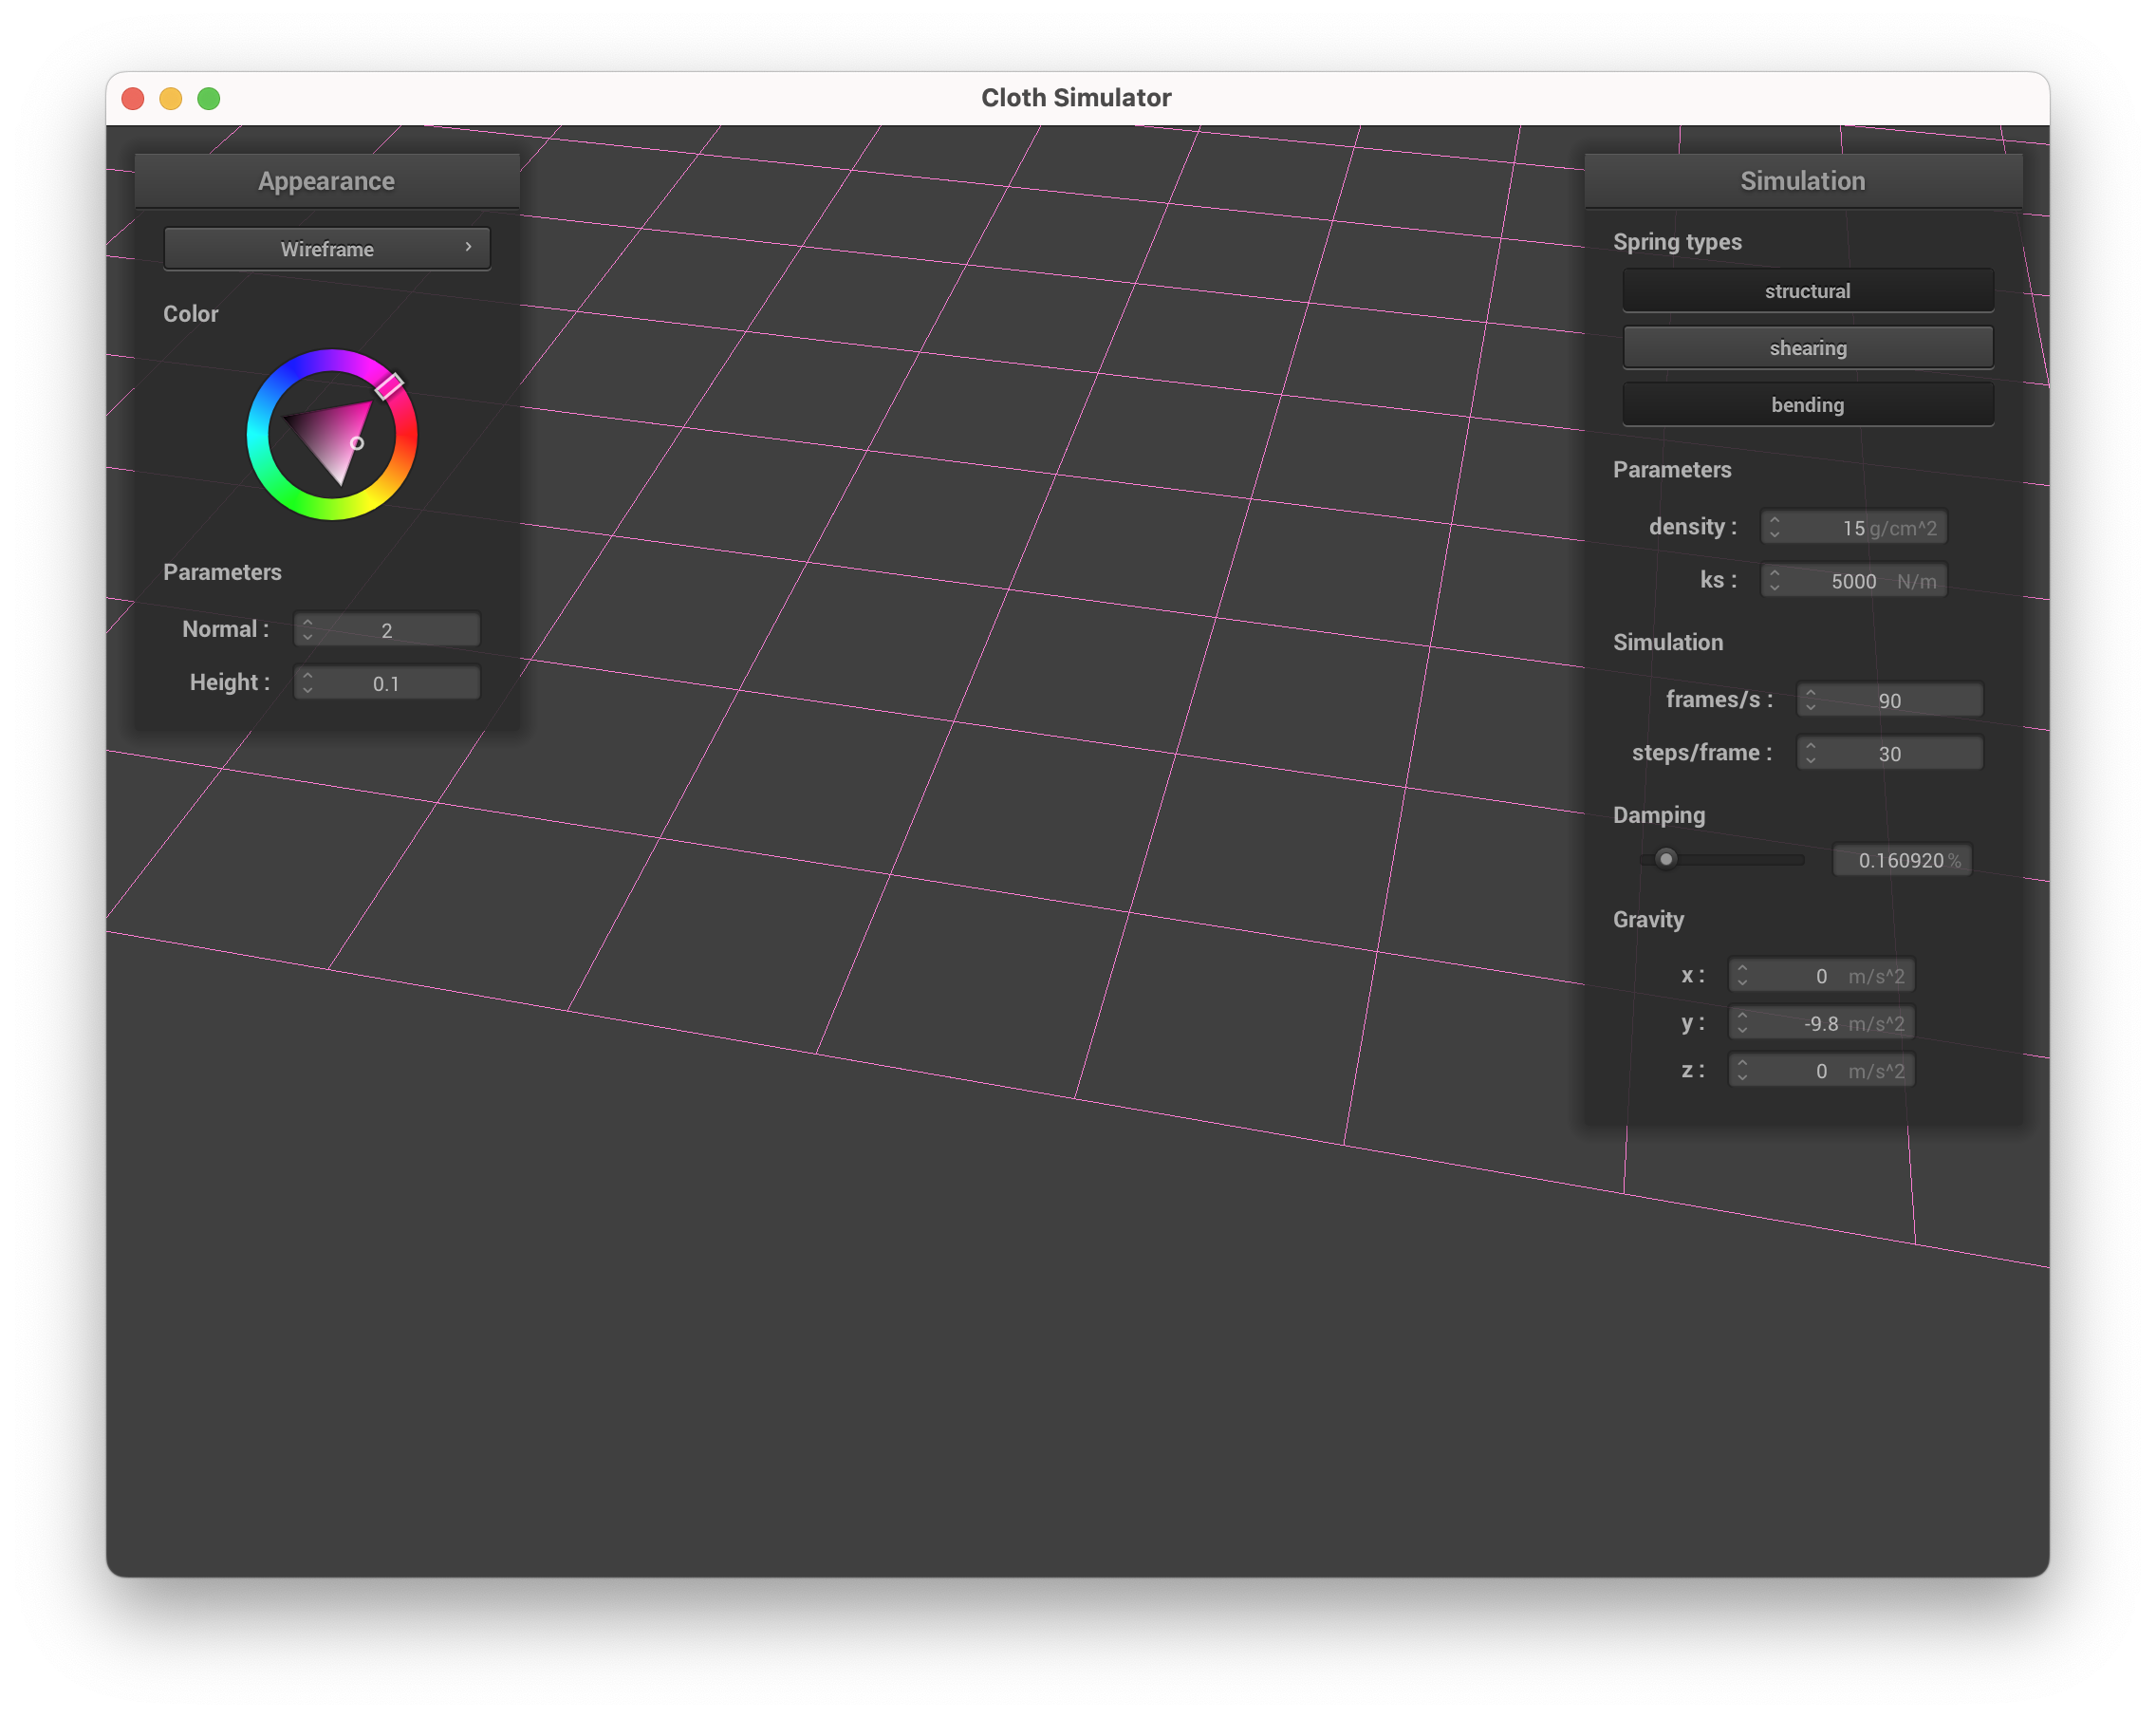 Cloth Simulator
Appearance
Wireframe
Color
Parameters
Normal : 2
Height : 0.1
Simulation
Spring types
structural
shearing
bending
Parameters
density : 15 g/cm^2
ks : 5000 N/m
Simulation
frames/s : 90
steps/frame : 30
Damping
0.160920 %
Gravity
x : 0 m/s^2
y : -9.8 m/s^2
z : 0 m/s^2